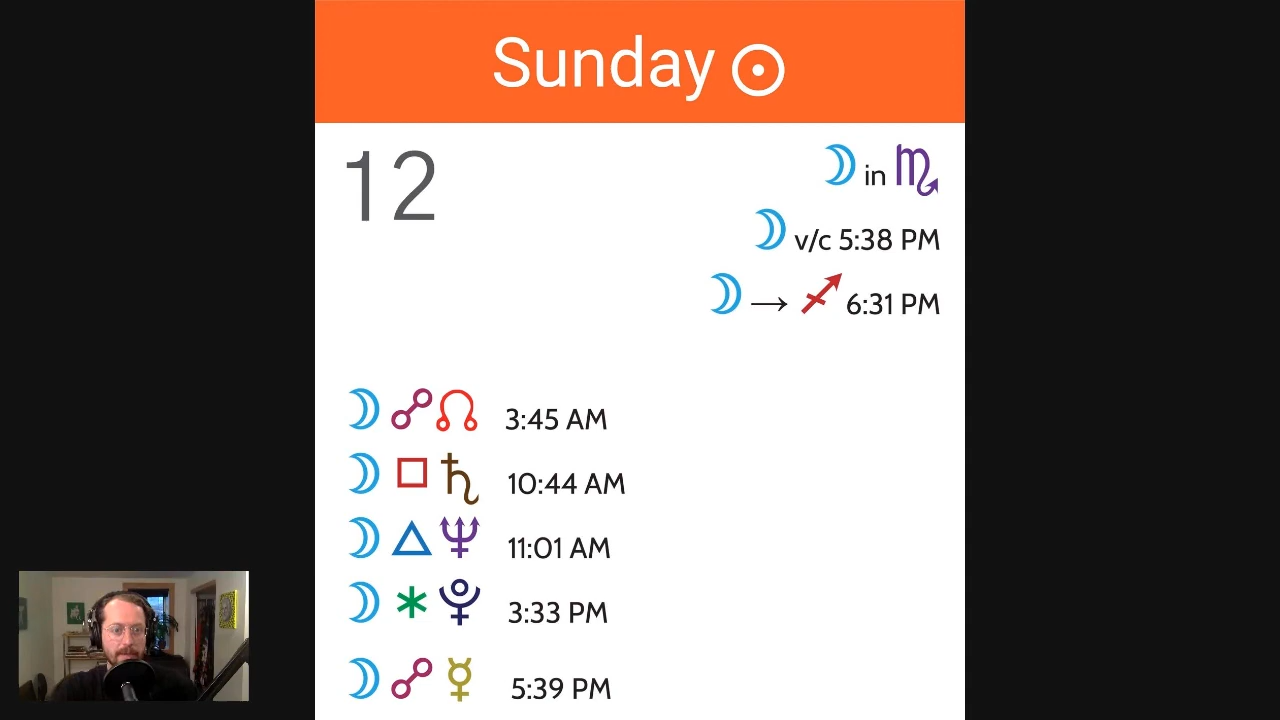 Sunday ☉
12
☽ in ♏
☽ v/c 5:38 PM
☽ → ♐ 6:31 PM
☽ ☍ ☊ 3:45 AM
☽ □ ♄ 10:44 AM
☽ △ ♆ 11:01 AM
☽ ⚹ ♇ 3:33 PM
☽ ☍ ☿ 5:39 PM